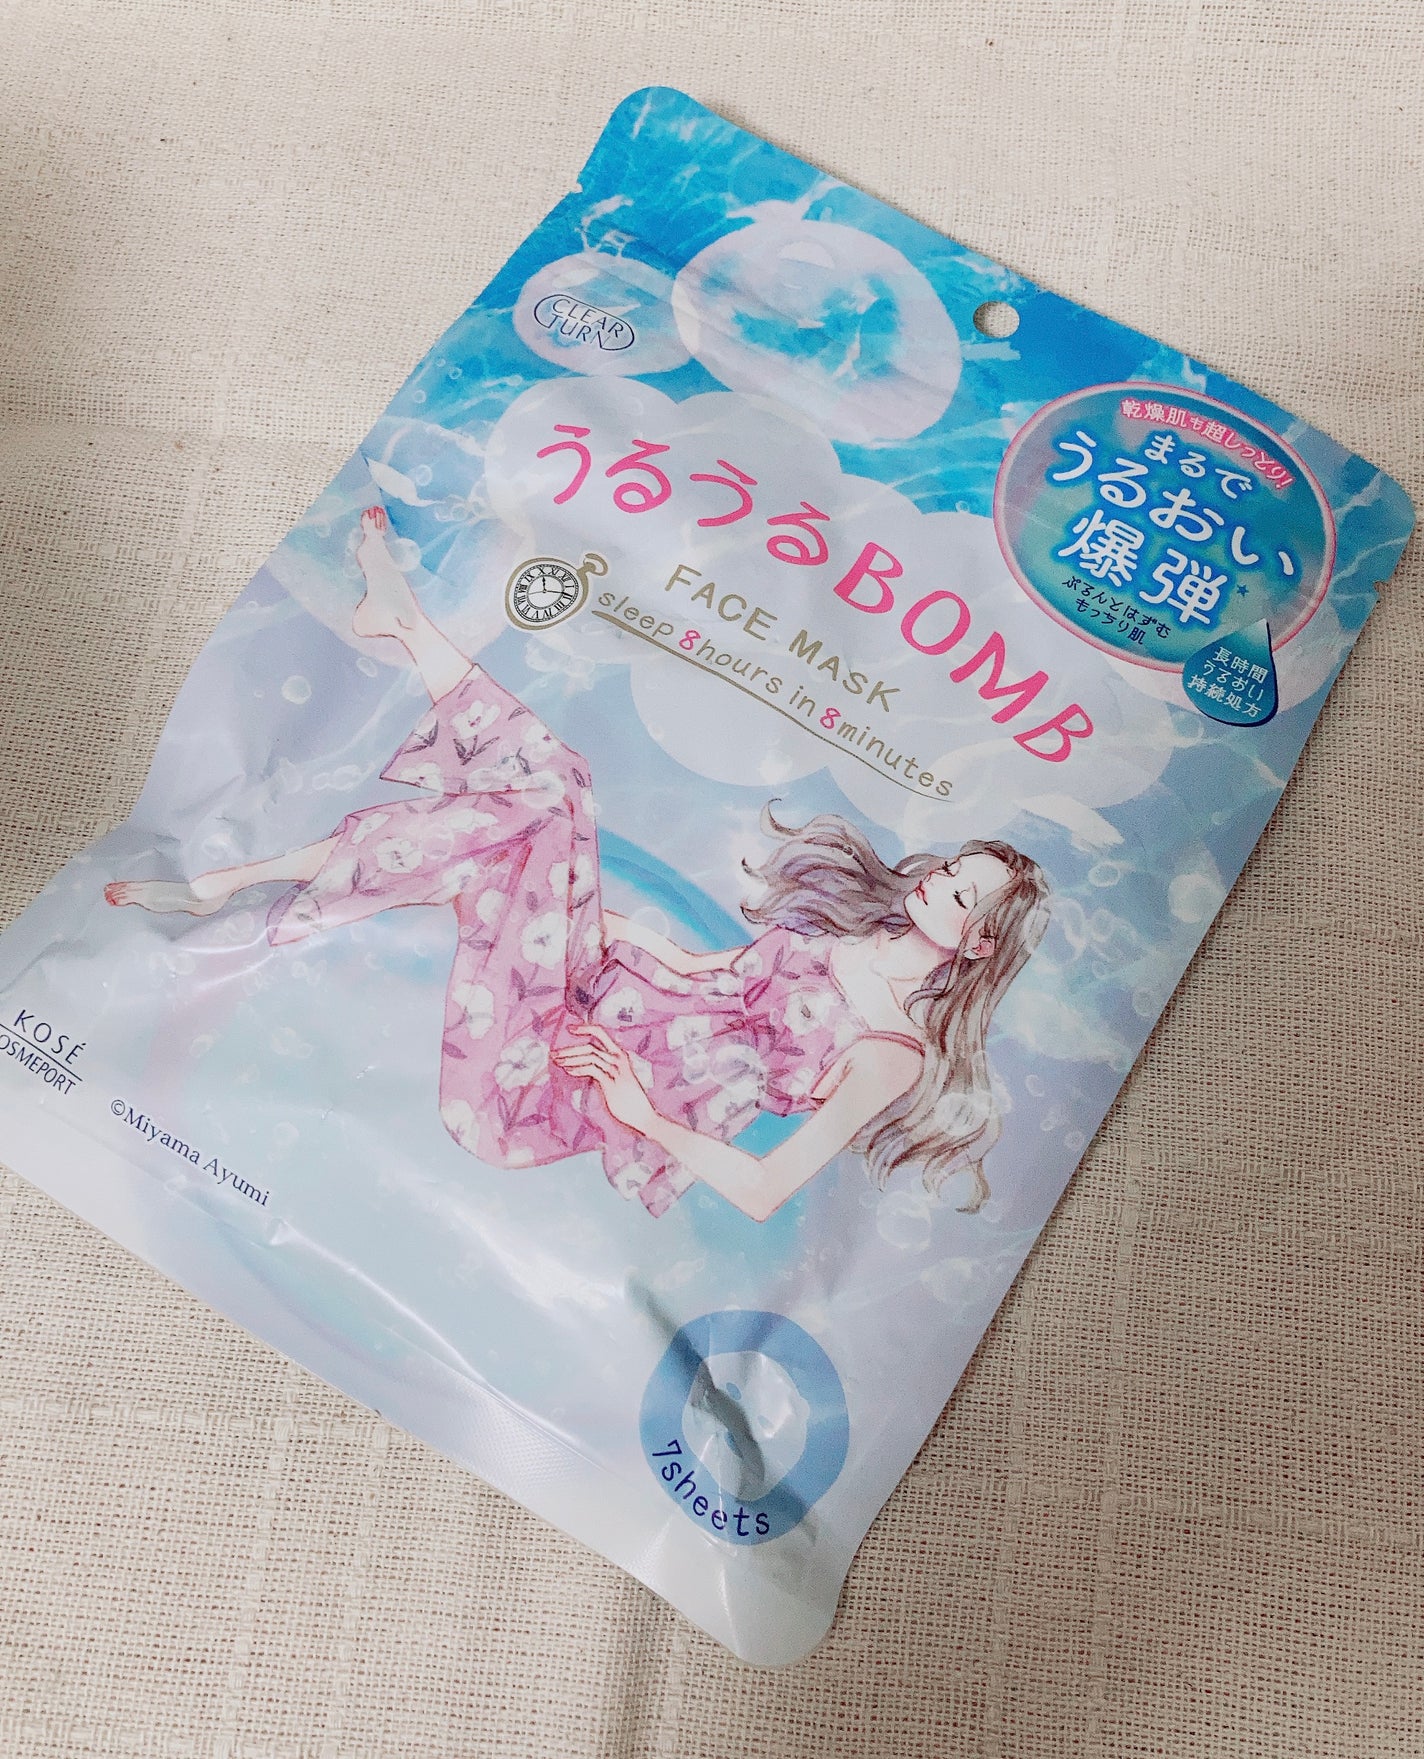 CLEAR
TURN
乾燥肌も超しっとり!
まるで
うるおい
爆弾
ぷるんとはずむ
もっちり肌
長時間
うるおい
持続処方
うるうるBOMB
FACE MASK
sleep 8hours in 8minutes
KOSÉ
COSMEPORT
©Miyama Ayumi
7sheets